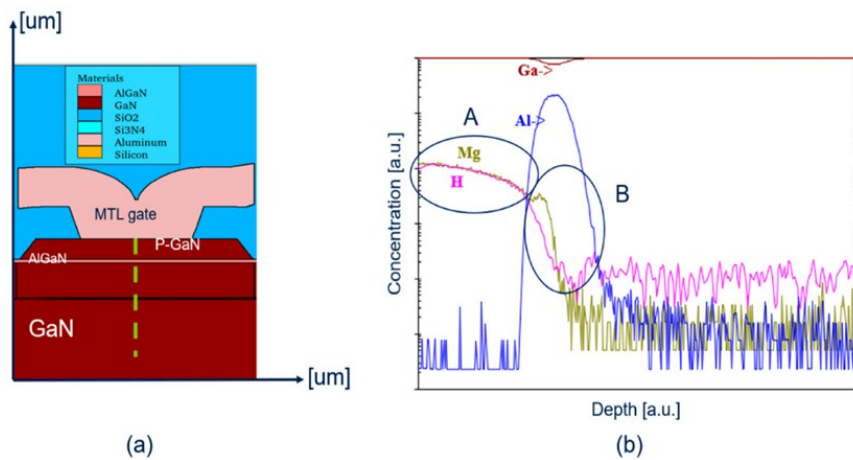 [um]
Materials
AlGaN
GaN
SiO2
Si3N4
Aluminum
Silicon
MTL gate
P-GaN
AlGaN
GaN
[um]
(a)
Ga->
Al->
A
Mg
H
B
Concentration [a.u.]
Depth [a.u.]
(b)